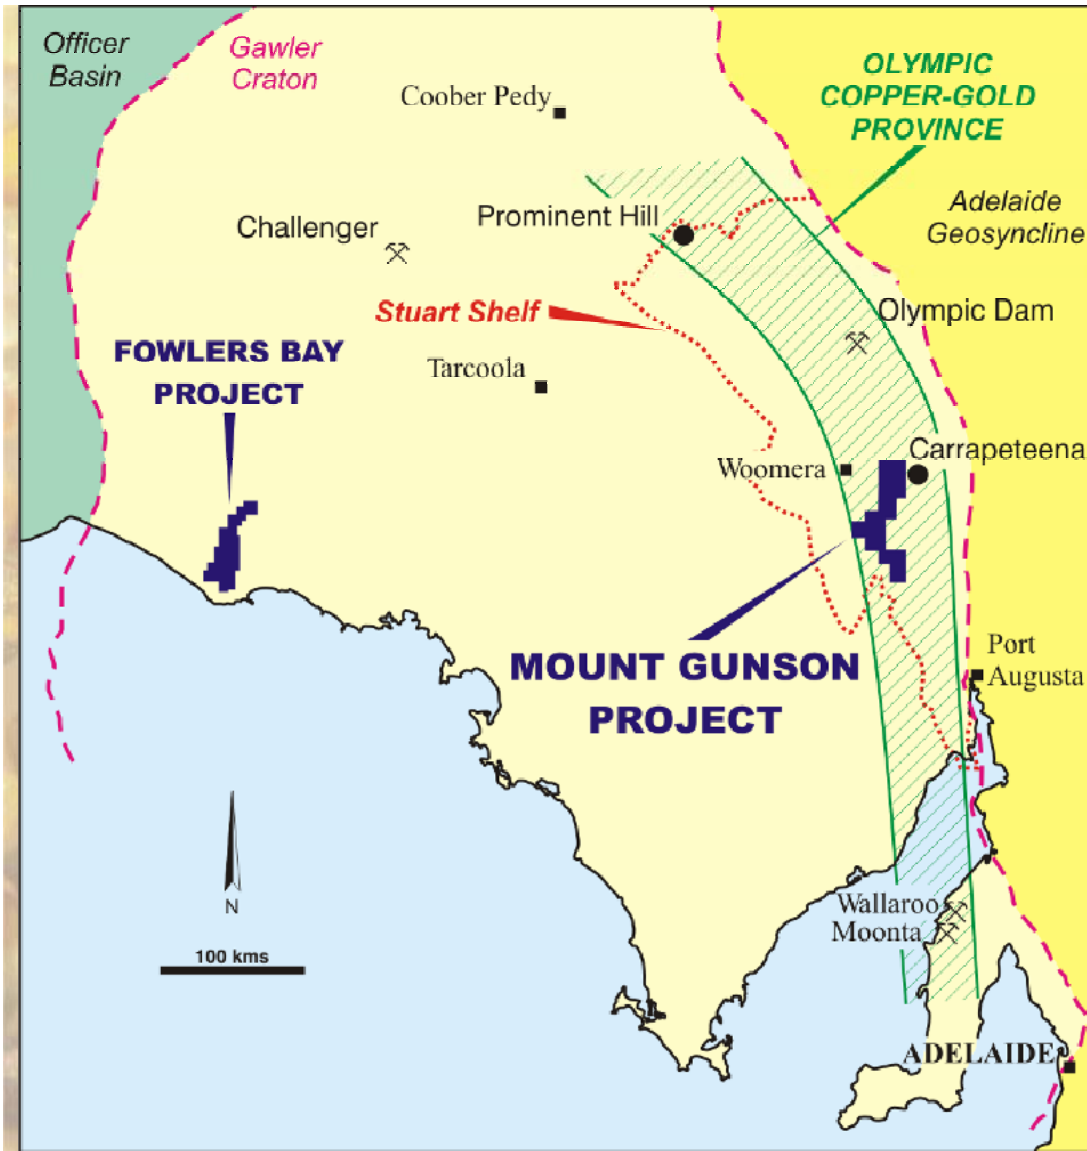 Officer
Basin
Gawler
Craton
OLYMPIC
COPPER-GOLD
PROVINCE
Coober Pedy
Adelaide
Geosyncline
Challenger
Prominent Hill
Stuart Shelf
Olympic Dam
FOWLERS BAY
PROJECT
Tarcoola
Carrapeteena
Woomera
MOUNT GUNSON
PROJECT
Port
Augusta
N
100 kms
Wallaroo
Moonta
ADELAIDE